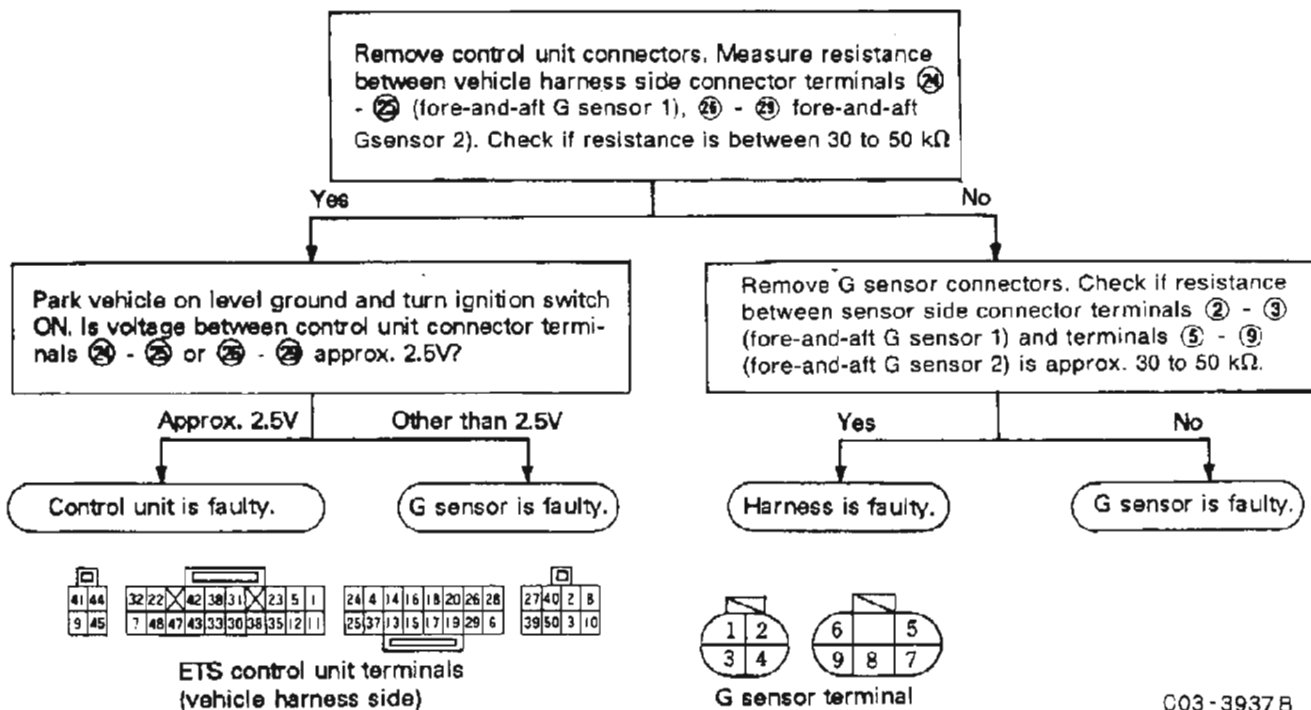 Remove control unit connectors. Measure resistance
between vehicle harness side connector terminals 24
- 25 (fore-and-aft G sensor 1), 26 - 29 fore-and-aft
Gsensor 2). Check if resistance is between 30 to 50 kΩ
Yes
No
Park vehicle on level ground and turn ignition switch
ON. Is voltage between control unit connector termi-
nals 24 - 25 or 26 - 29 approx. 2.5V?
Remove G sensor connectors. Check if resistance
between sensor side connector terminals 2 - 3
(fore-and-aft G sensor 1) and terminals 5 - 9
(fore-and-aft G sensor 2) is approx. 30 to 50 kΩ.
Approx. 2.5V
Other than 2.5V
Yes
No
Control unit is faulty.
G sensor is faulty.
Harness is faulty.
G sensor is faulty.
41 44
9 45
32 22 42 38 31 23 5 1
7 48 47 43 33 30 38 35 12 11
24 4 14 16 18 20 26 28
25 37 13 15 17 19 29 6
27 40 2 8
39 50 3 10
ETS control unit terminals
(vehicle harness side)
1 2
3 4
6 5
9 8 7
G sensor terminal
C03-3937B